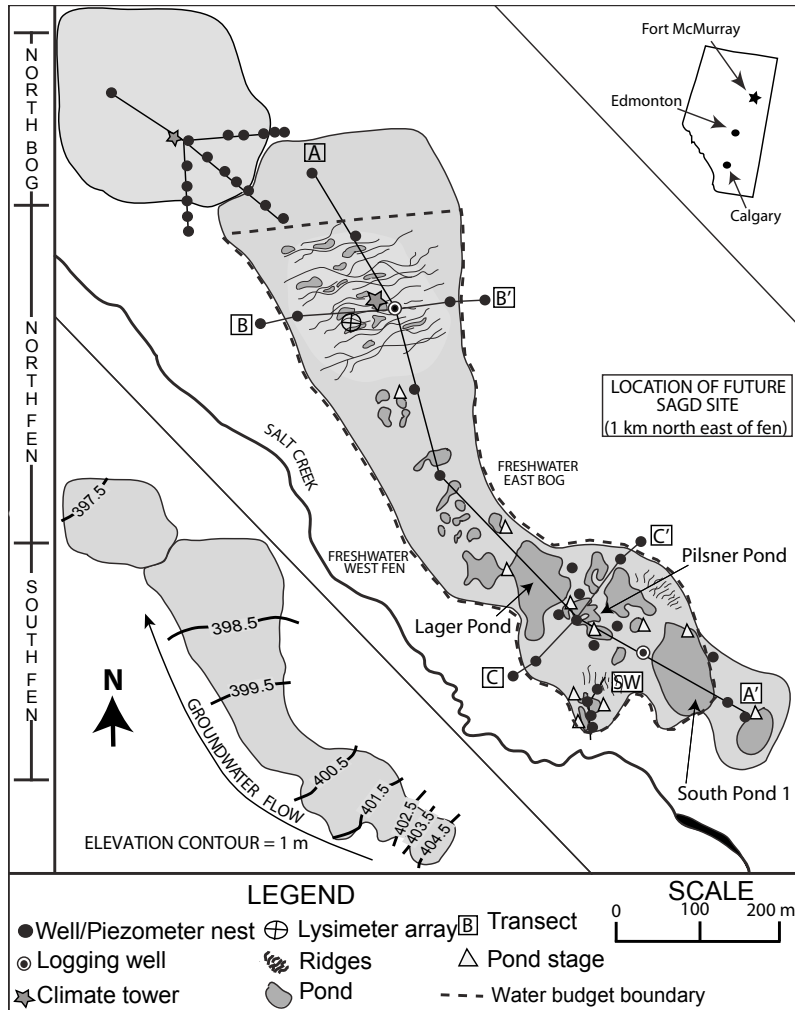 NORTH BOG
NORTH FEN
SOUTH FEN
Fort McMurray
Edmonton
Calgary
A
B
B'
LOCATION OF FUTURE
SAGD SITE
(1 km north east of fen)
SALT CREEK
FRESHWATER
EAST BOG
FRESHWATER
WEST FEN
C'
Pilsner Pond
Lager Pond
C
SW
A'
South Pond 1
397.5
398.5
399.5
400.5
401.5
402.5
403.5
404.5
N
GROUNDWATER FLOW
ELEVATION CONTOUR = 1 m
LEGEND
Well/Piezometer nest
Lysimeter array
B Transect
Logging well
Ridges
Pond stage
Climate tower
Pond
Water budget boundary
SCALE
0 100 200 m